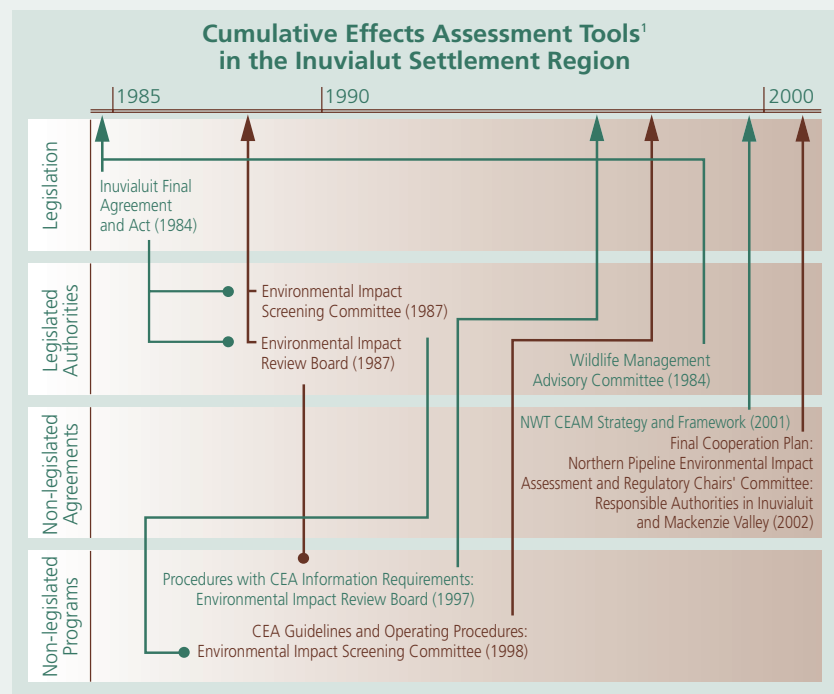 Cumulative Effects Assessment Tools1
in the Inuvialut Settlement Region
1985
1990
2000
Legislation
Inuvialuit Final
Agreement
and Act (1984)
Legislated
Authorities
Environmental Impact
Screening Committee (1987)
Environmental Impact
Review Board (1987)
Wildlife Management
Advisory Committee (1984)
Non-legislated
Agreements
NWT CEAM Strategy and Framework (2001)
Final Cooperation Plan:
Northern Pipeline Environmental Impact
Assessment and Regulatory Chairs' Committee:
Responsible Authorities in Inuvialuit
and Mackenzie Valley (2002)
Non-legislated
Programs
Procedures with CEA Information Requirements:
Environmental Impact Review Board (1997)
CEA Guidelines and Operating Procedures:
Environmental Impact Screening Committee (1998)